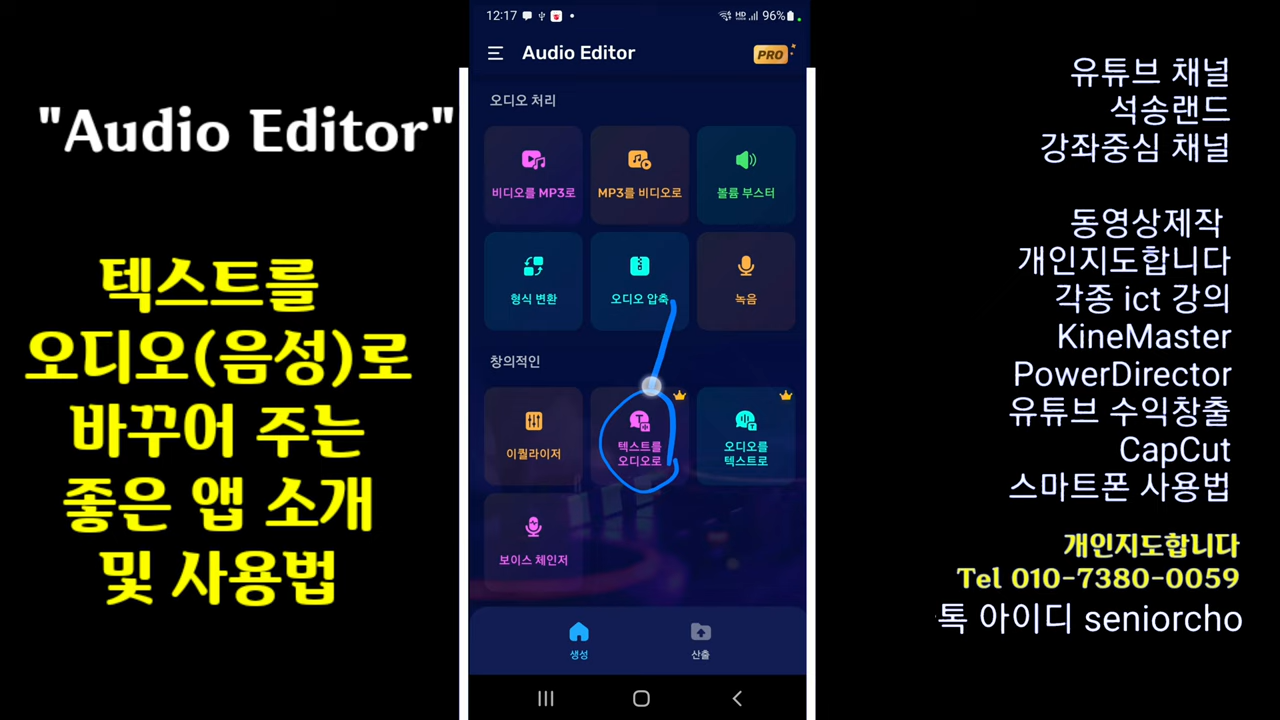 "Audio Editor"
텍스트를
오디오(음성)로
바꾸어 주는
좋은 앱 소개
및 사용법
12:17
96%
Audio Editor
PRO
오디오 처리
비디오를 MP3로
MP3를 비디오로
볼륨 부스터
형식 변환
오디오 압축
녹음
창의적인
이퀄라이저
텍스트를
오디오로
오디오를
텍스트로
보이스 체인저
생성
산출
유튜브 채널
석송랜드
강좌중심 채널
동영상제작
개인지도합니다
각종 ict 강의
KineMaster
PowerDirector
유튜브 수익창출
CapCut
스마트폰 사용법
개인지도합니다
Tel 010-7380-0059
톡 아이디 seniorcho